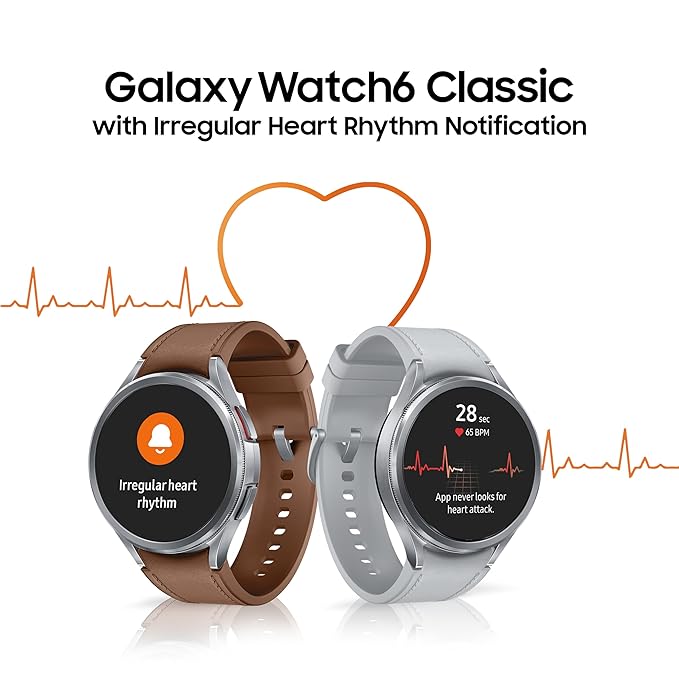 Galaxy Watch6 Classic
with Irregular Heart Rhythm Notification
Irregular heart
rhythm
28 sec
65 BPM
App never looks for
heart attack.